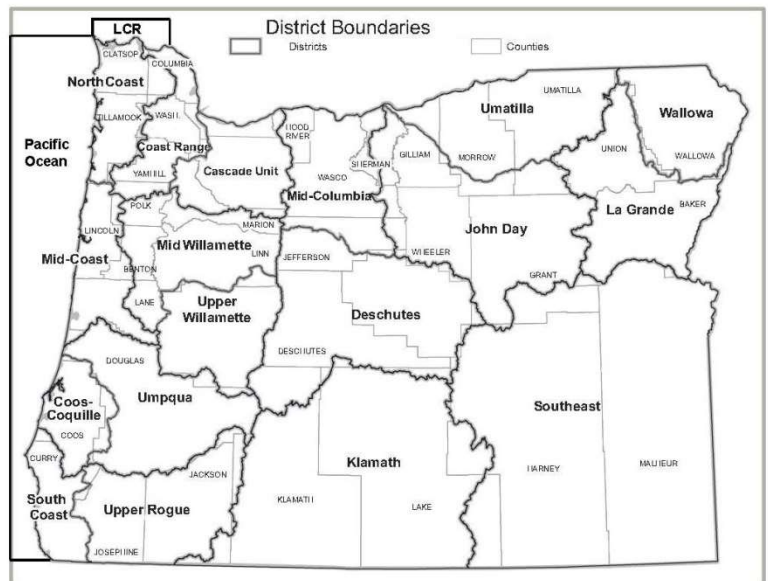 LCR
District Boundaries
Districts
Counties
CLATSOP
COLUMBIA
North Coast
TILLAMOOK
WASH.
Coast Range
YAMHILL
Pacific
Ocean
HOOD
RIVER
SHERMAN
WASCO
Mid-Columbia
Cascade Unit
GILLIAM
MORROW
Umatilla
UMATILLA
UNION
Wallowa
WALLOWA
La Grande
BAKER
John Day
WHEELER
GRANT
POLK
MARION
LINCOLN
Mid Willamette
LINN
Mid-Coast
BENTON
JEFFERSON
LANE
Upper
Willamette
Deschutes
DESCHUTES
DOUGLAS
Umpqua
Coos-
Coquille
COOS
CURRY
Southeast
HARNEY
MALHEUR
Klamath
KLAMATH
LAKE
JACKSON
South
Coast
Upper Rogue
JOSEPHINE